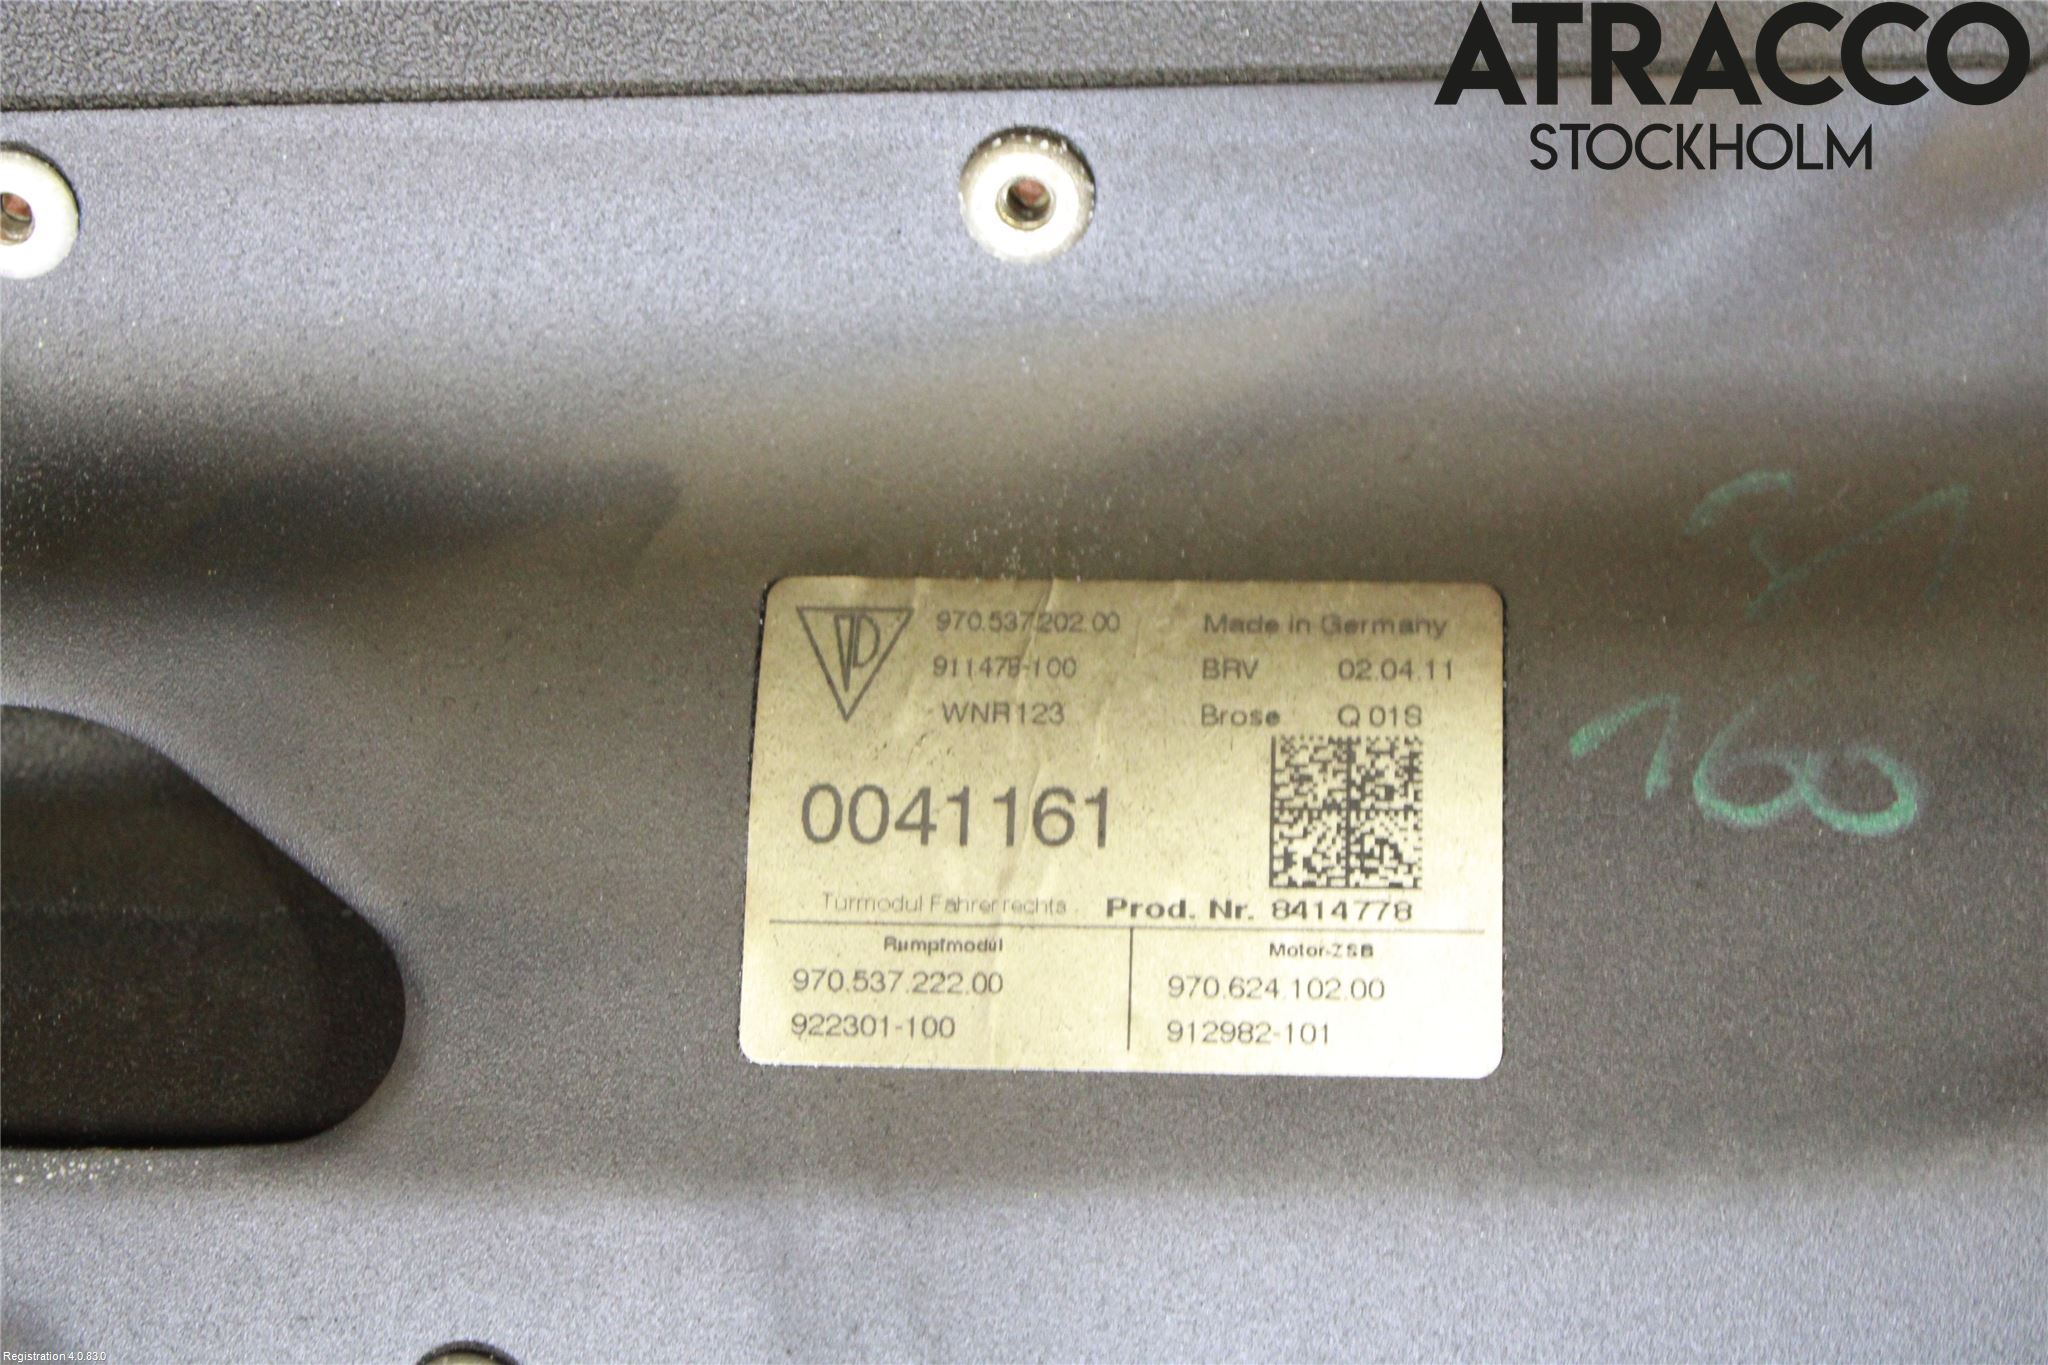 ATRACCO
STOCKHOLM
970.537.202.00 Made in Germany
911478-100 BRV 02.04.11
WNR123 Brose Q 01S
0041161
Turmodul Fahrer rechts Prod. Nr. 8414778
Rumpfmodul Motor-ZSB
970.537.222.00 970.624.102.00
922301-100 912982-101
160
Registration 4.0.83.0